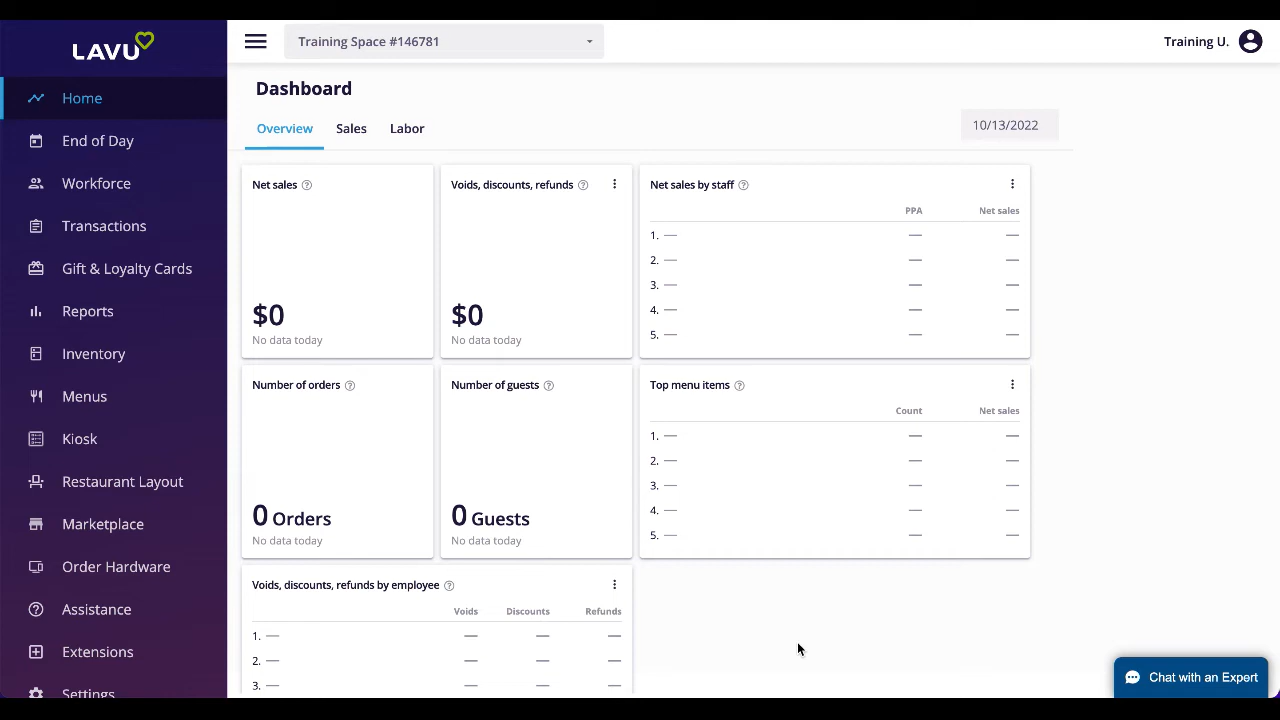 LAVU
Training Space #146781
Training U.
Home
End of Day
Workforce
Transactions
Gift & Loyalty Cards
Reports
Inventory
Menus
Kiosk
Restaurant Layout
Marketplace
Order Hardware
Assistance
Extensions
Settings
Dashboard
Overview Sales Labor
10/13/2022
Net sales
$0
No data today
Voids, discounts, refunds
$0
No data today
Net sales by staff
PPA Net sales
1. — — —
2. — — —
3. — — —
4. — — —
5. — — —
Number of orders
0 Orders
No data today
Number of guests
0 Guests
No data today
Top menu items
Count Net sales
1. — — —
2. — — —
3. — — —
4. — — —
5. — — —
Voids, discounts, refunds by employee
Voids Discounts Refunds
1. — — — —
2. — — — —
3. — — — —
Chat with an Expert